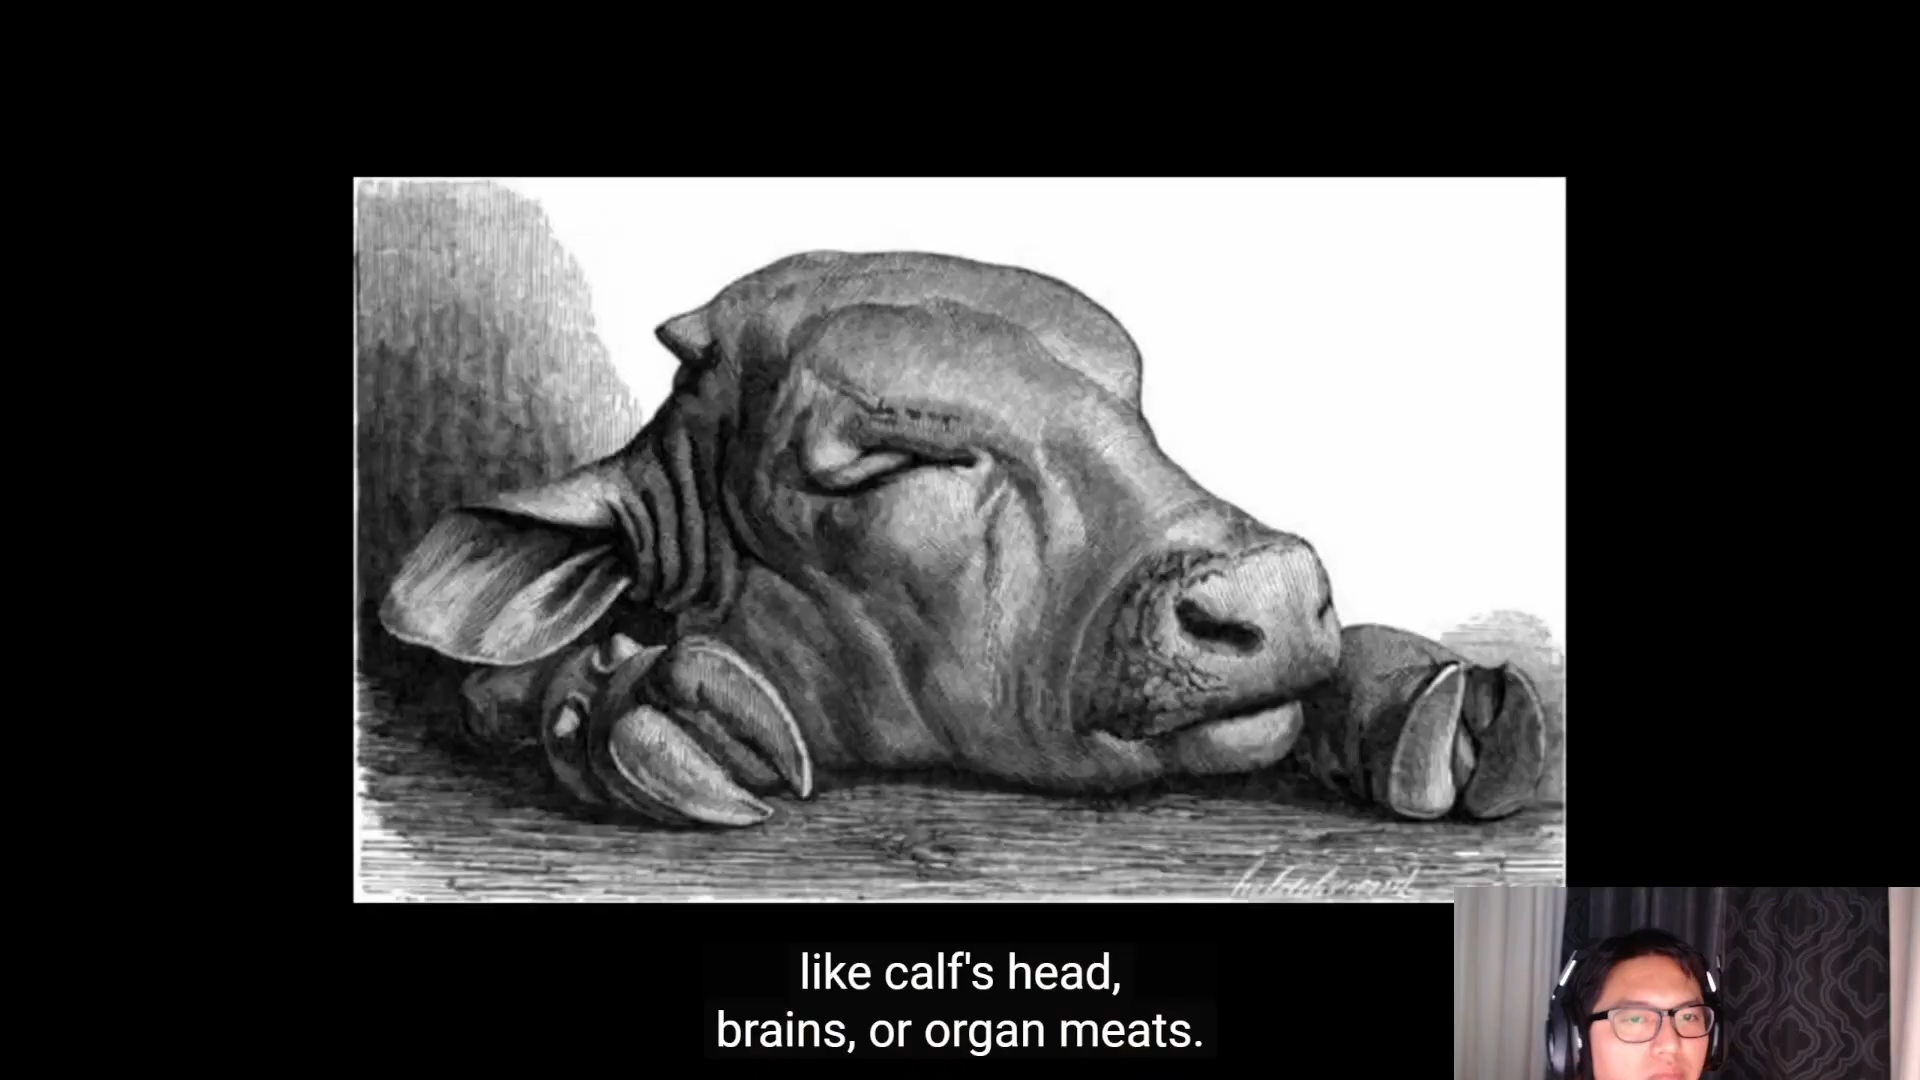 like calf's head,
brains, or organ meats.